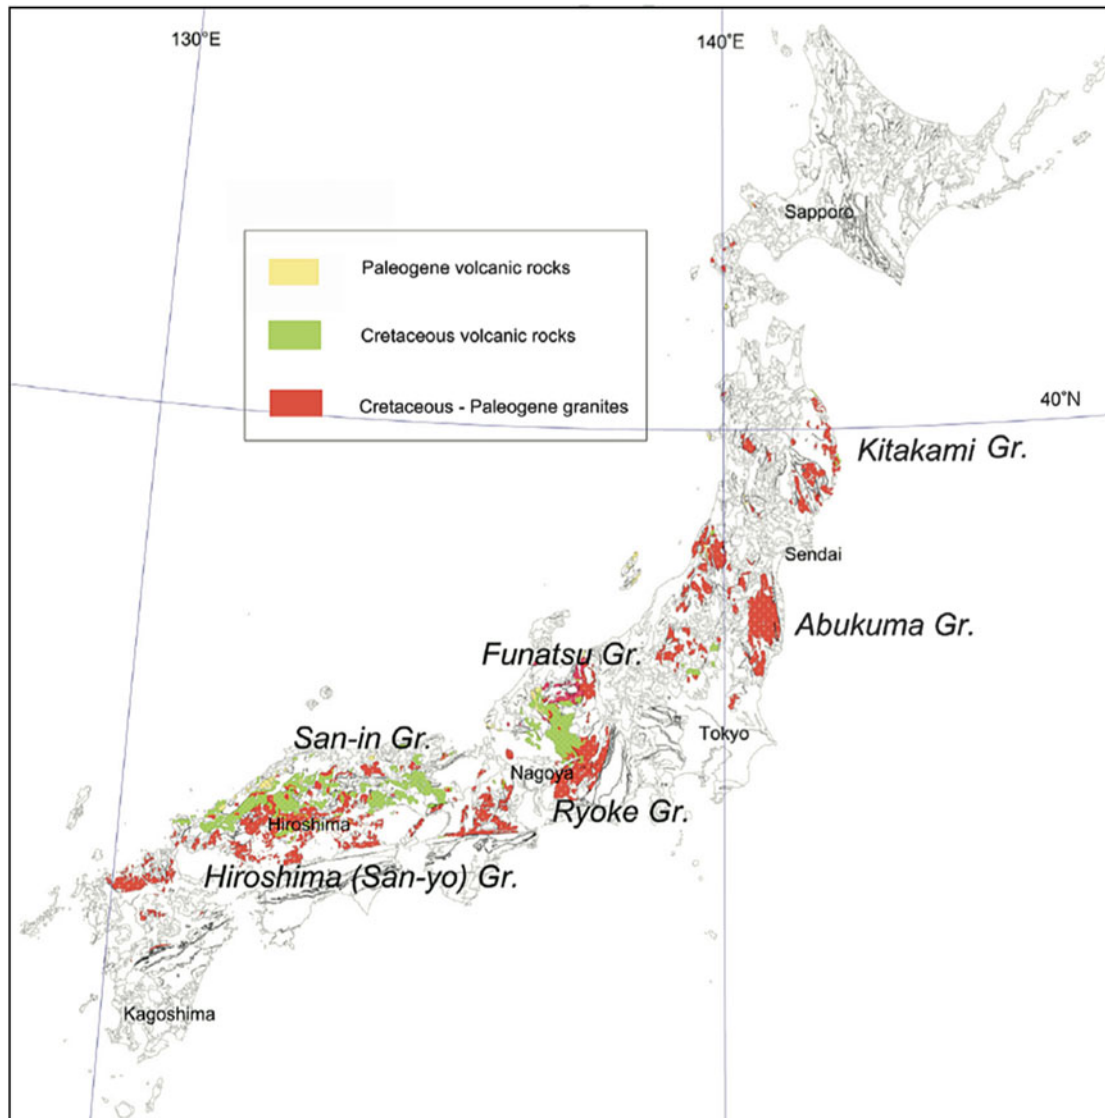 130°E
140°E
Sapporo
Paleogene volcanic rocks
Cretaceous volcanic rocks
Cretaceous - Paleogene granites
40°N
Kitakami Gr.
Sendai
Abukuma Gr.
Funatsu Gr.
San-in Gr.
Tokyo
Nagoya
Ryoke Gr.
Hiroshima
Hiroshima (San-yo) Gr.
Kagoshima